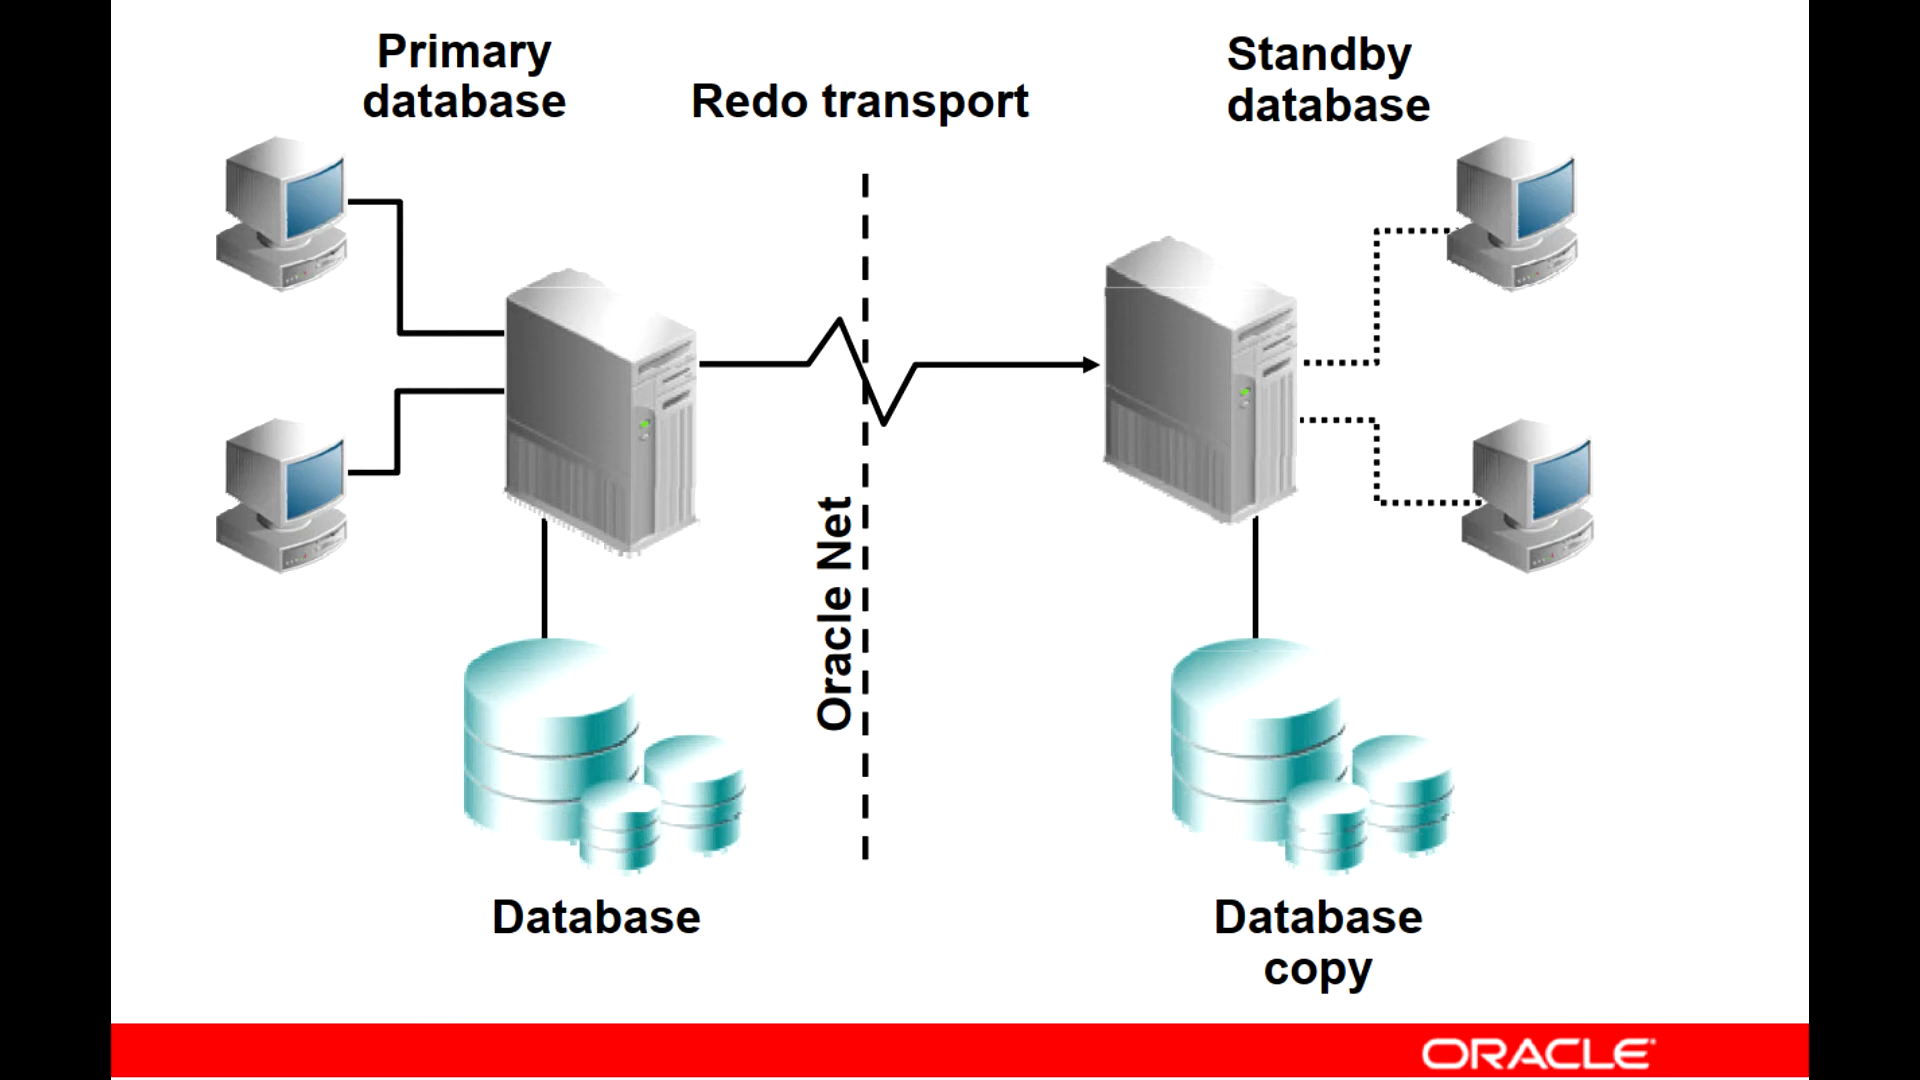 Primary
database
Redo transport
Standby
database
Oracle Net
Database
Database
copy
ORACLE